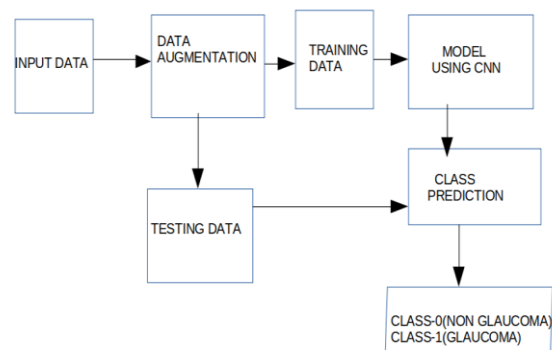 INPUT DATA
DATA
AUGMENTATION
TRAINING
DATA
MODEL
USING CNN
TESTING DATA
CLASS
PREDICTION
CLASS-0(NON GLAUCOMA)
CLASS-1(GLAUCOMA)